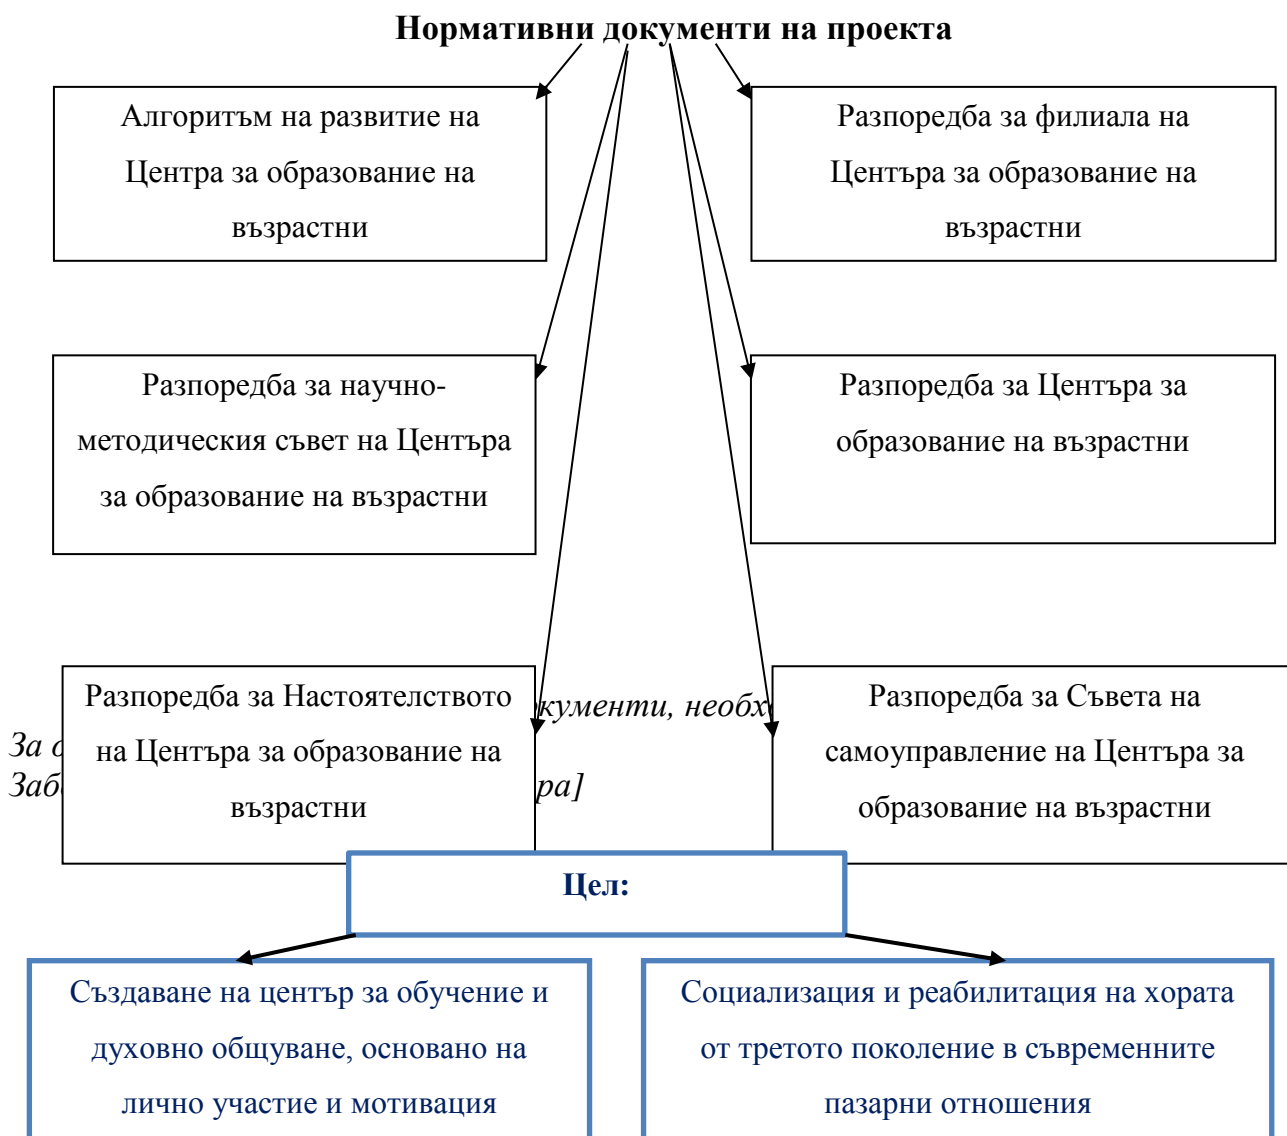 Нормативни документи на проекта
Алгоритъм на развитие на
Центра за образование на
възрастни
Разпоредба за филиала на
Центъра за образование на
възрастни
Разпоредба за научно-
методическия съвет на Центъра
за образование на възрастни
Разпоредба за Центъра за
образование на възрастни
Разпоредба за Настоятелството
на Центъра за образование на
възрастни
Разпоредба за Съвета на
самоуправление на Центъра за
образование на възрастни
За
Цел:
Създаване на център за обучение и
духовно общуване, основано на
лично участие и мотивация
Социализация и реабилитация на хората
от третото поколение в съвременните
пазарни отношения